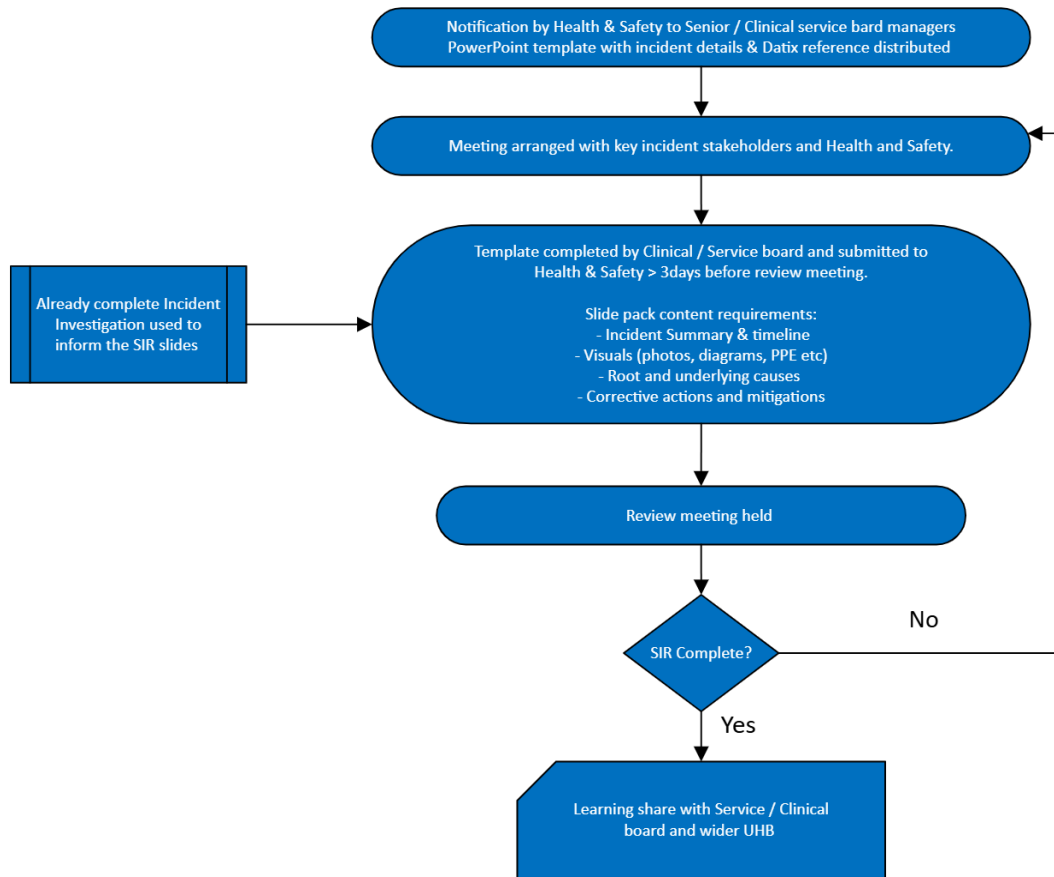 Notification by Health & Safety to Senior / Clinical service bard managers
PowerPoint template with incident details & Datix reference distributed
Meeting arranged with key incident stakeholders and Health and Safety.
Template completed by Clinical / Service board and submitted to
Health & Safety > 3days before review meeting.
Slide pack content requirements:
- Incident Summary & timeline
- Visuals (photos, diagrams, PPE etc)
- Root and underlying causes
- Corrective actions and mitigations
Already complete Incident
Investigation used to
inform the SIR slides
Review meeting held
SIR Complete?
No
Yes
Learning share with Service / Clinical
board and wider UHB